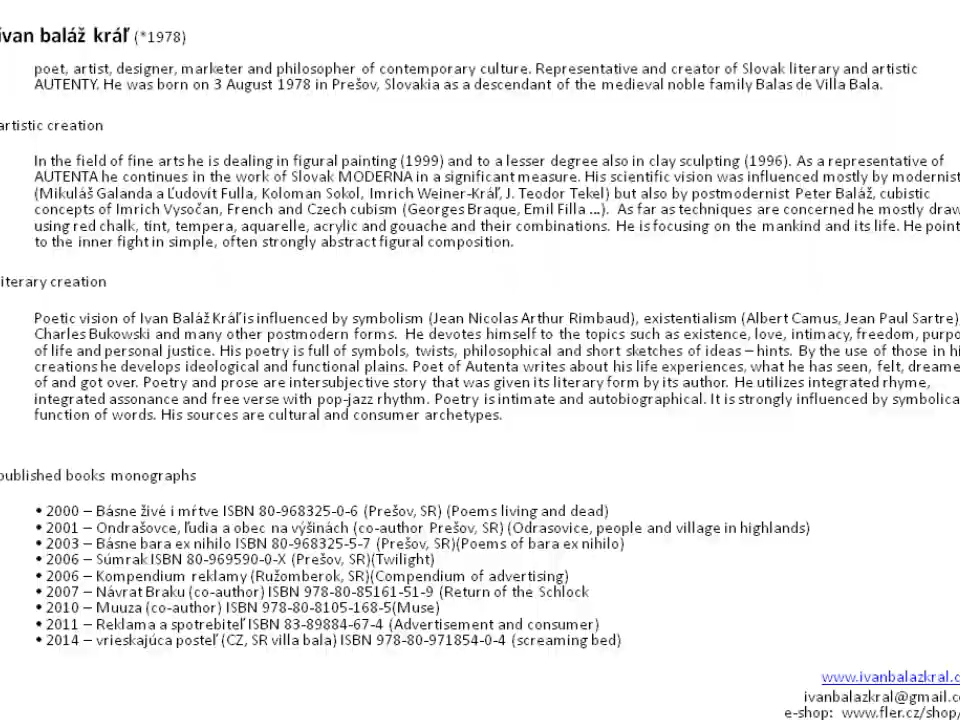 ivan baláž kráľ (*1978)
poet, artist, designer, marketer and philosopher of contemporary culture. Representative and creator of Slovak literary and artistic
AUTENTY. He was born on 3 August 1978 in Prešov, Slovakia as a descendant of the medieval noble family Balas de Villa Bala.
artistic creation
In the field of fine arts he is dealing in figural painting (1999) and to a lesser degree also in clay sculpting (1996). As a representative of
AUTENTA he continues in the work of Slovak MODERNA in a significant measure. His scientific vision was influenced mostly by modernist
(Mikuláš Galanda a Ľudovít Fulla, Koloman Sokol, Imrich Weiner-Kráľ, J. Teodor Tekel) but also by postmodernist Peter Baláž, cubistic
concepts of Imrich Vysočan, French and Czech cubism (Georges Braque, Emil Filla ...). As far as techniques are concerned he mostly draw
using red chalk, tint, tempera, aquarelle, acrylic and gouache and their combinations. He is focusing on the mankind and its life. He point
to the inner fight in simple, often strongly abstract figural composition.
iterary creation
Poetic vision of Ivan Baláž Kráľ is influenced by symbolism (Jean Nicolas Arthur Rimbaud), existentialism (Albert Camus, Jean Paul Sartre)
Charles Bukowski and many other postmodern forms. He devotes himself to the topics such as existence, love, intimacy, freedom, purpo
of life and personal justice. His poetry is full of symbols, twists, philosophical and short sketches of ideas – hints. By the use of those in hi
creations he develops ideological and functional plains. Poet of Autenta writes about his life experiences, what he has seen, felt, dreame
of and got over. Poetry and prose are intersubjective story that was given its literary form by its author. He utilizes integrated rhyme,
integrated assonance and free verse with pop-jazz rhythm. Poetry is intimate and autobiographical. It is strongly influenced by symbolica
function of words. His sources are cultural and consumer archetypes.
published books monographs
• 2000 – Básne živé i mŕtve ISBN 80-968325-0-6 (Prešov, SR) (Poems living and dead)
• 2001 – Ondrašovce, ľudia a obec na výšinách (co-author Prešov, SR) (Odrasovice, people and village in highlands)
• 2003 – Básne bara ex nihilo ISBN 80-968325-5-7 (Prešov, SR)(Poems of bara ex nihilo)
• 2006 – Súmrak ISBN 80-969590-0-X (Prešov, SR)(Twilight)
• 2006 – Kompendium reklamy (Ružomberok, SR)(Compendium of advertising)
• 2007 – Návrat Braku (co-author) ISBN 978-80-85161-51-9 (Return of the Schlock
• 2010 – Muuza (co-author) ISBN 978-80-8105-168-5(Muse)
• 2011 – Reklama a spotrebiteľ ISBN 83-89884-67-4 (Advertisement and consumer)
• 2014 – vrieskajúca posteľ (CZ, SR villa bala) ISBN 978-80-971854-0-4 (screaming bed)
www.ivanbalazkral.c
ivanbalazkral@gmail.c
e-shop: www.fler.cz/shop/